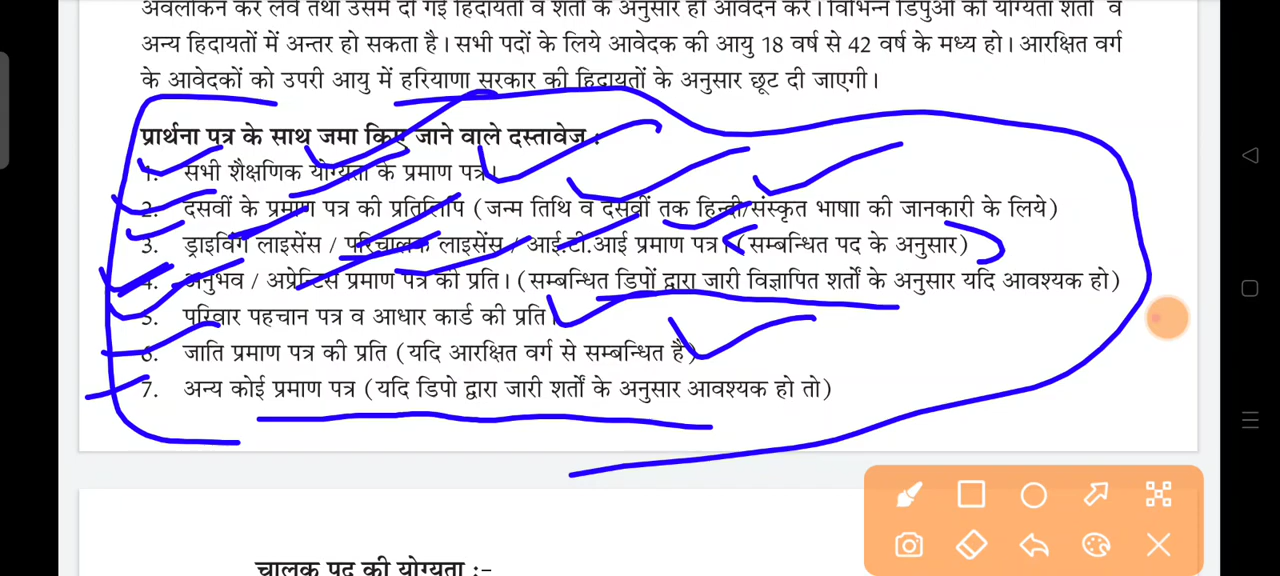 अवलोकन कर लेवें तथा उसमें दी गई हिदायतों व शर्तों के अनुसार ही आवेदन करें। विभिन्न डिपुओं की योग्यता शर्तों व
अन्य हिदायतों में अन्तर हो सकता है। सभी पदों के लिये आवेदक की आयु 18 वर्ष से 42 वर्ष के मध्य हो। आरक्षित वर्ग
के आवेदकों को उपरी आयु में हरियाणा सरकार की हिदायतों के अनुसार छूट दी जाएगी।
प्रार्थना पत्र के साथ जमा किए जाने वाले दस्तावेज :
1. सभी शैक्षणिक योग्यता के प्रमाण पत्र।
2. दसवीं के प्रमाण पत्र की प्रतिलिपि (जन्म तिथि व दसवीं तक हिन्दी/संस्कृत भाषाा की जानकारी के लिये)
3. ड्राइविंग लाइसेंस / परिचालक लाइसेंस / आई.टी.आई प्रमाण पत्र। (सम्बन्धित पद के अनुसार)
4. अनुभव / अप्रेन्टिस प्रमाण पत्र की प्रति। (सम्बन्धित डिपों द्वारा जारी विज्ञापित शर्तों के अनुसार यदि आवश्यक हो)
5. परिवार पहचान पत्र व आधार कार्ड की प्रति।
6. जाति प्रमाण पत्र की प्रति (यदि आरक्षित वर्ग से सम्बन्धित है)
7. अन्य कोई प्रमाण पत्र (यदि डिपो द्वारा जारी शर्तों के अनुसार आवश्यक हो तो)
चालक पद की योग्यता :-